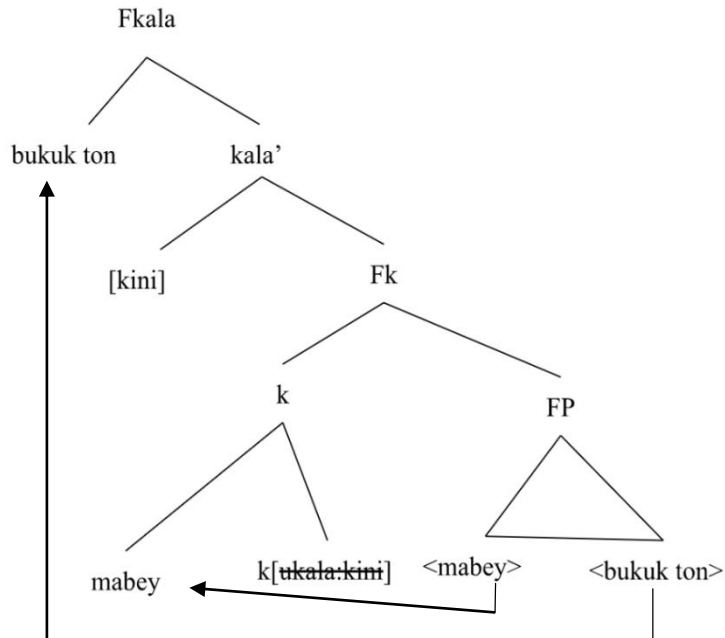 Fkala
bukuk ton kala’
[kini] Fk
k FP
mabey k[ukala:kini] <mabey> <bukuk ton>